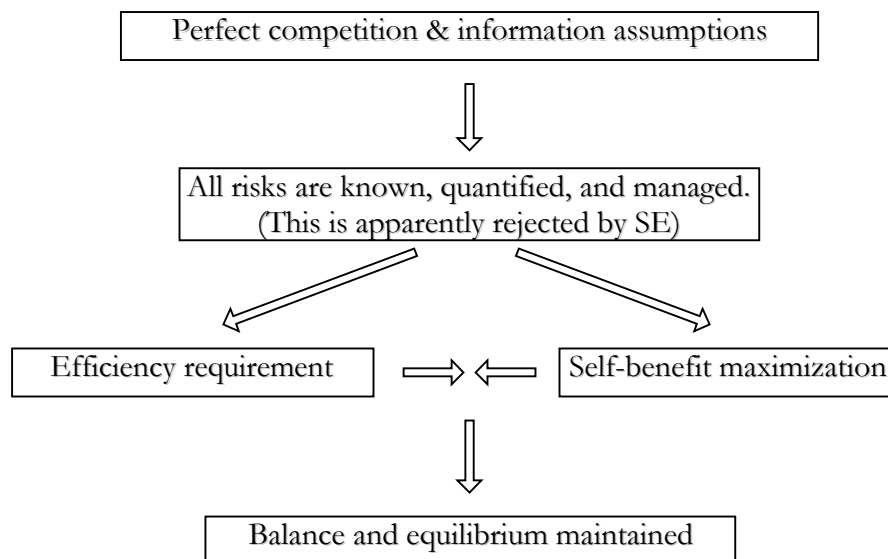 Perfect competition & information assumptions
All risks are known, quantified, and managed.
(This is apparently rejected by SE)
Efficiency requirement
Self-benefit maximization
Balance and equilibrium maintained